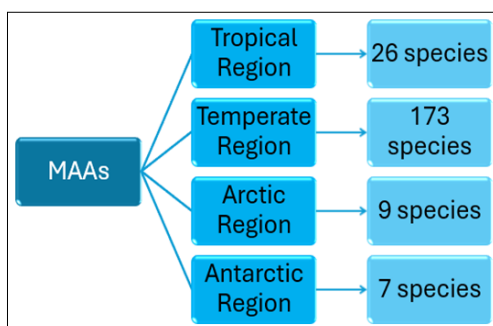 Tropical
Region
26 species
Temperate
Region
173
species
MAAs
Arctic
Region
9 species
Antarctic
Region
7 species